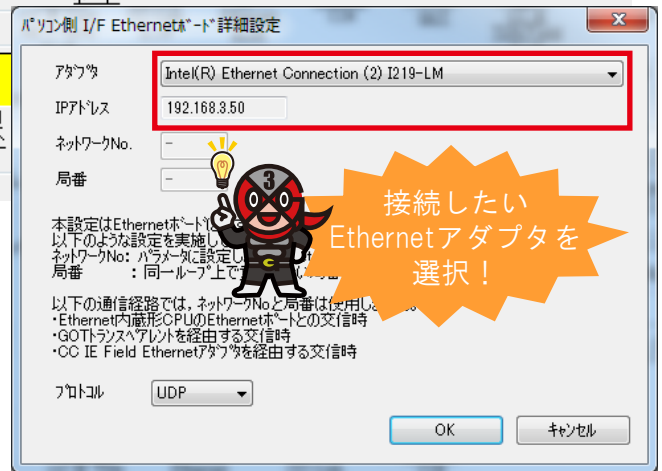 ﾊﾟｿｺﾝ側 I/F Ethernetﾎﾞｰﾄﾞ詳細設定
ｱﾀﾞﾌﾟﾀ
Intel(R) Ethernet Connection (2) I219-LM
IPｱﾄﾞﾚｽ
192.168.3.50
ﾈｯﾄﾜｰｸNo.
-
局番
-
3
接続したい
Ethernetアダプタを
選択！
本設定はEthernetﾎﾞｰﾄﾞ
以下のような設定を実施し
ﾈｯﾄﾜｰｸNo: ﾊﾟﾗﾒｰﾀに設定し
局番 : 同一ﾙｰﾌﾟ上で
以下の通信経路では, ﾈｯﾄﾜｰｸNoと局番は使用し
･Ethernet内蔵形CPUのEthernetﾎﾟｰﾄとの交信時
･GOTﾄﾗﾝｽﾍﾟｱﾚﾝﾄを経由する交信時
･CC IE Field Ethernetｱﾀﾞﾌﾟﾀを経由する交信時
ﾌﾟﾛﾄｺﾙ
UDP
OK
ｷｬﾝｾﾙ